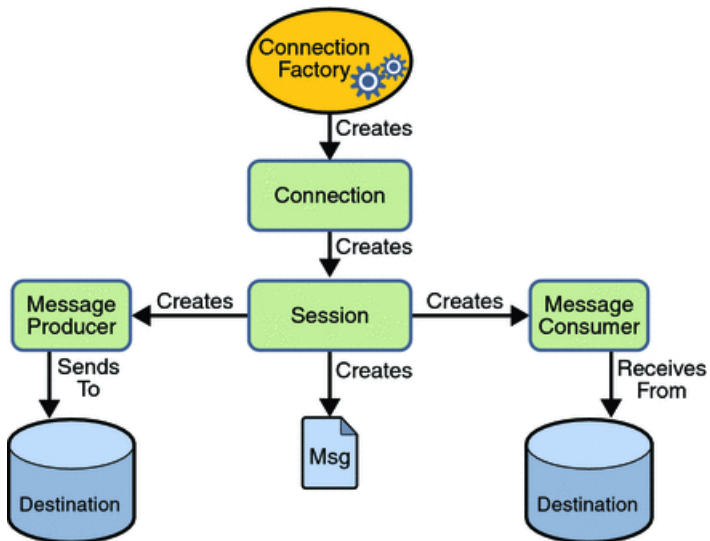 Connection
Factory
Creates
Connection
Creates
Message
Producer
Creates
Session
Creates
Message
Consumer
Sends
To
Creates
Receives
From
Msg
Destination
Destination